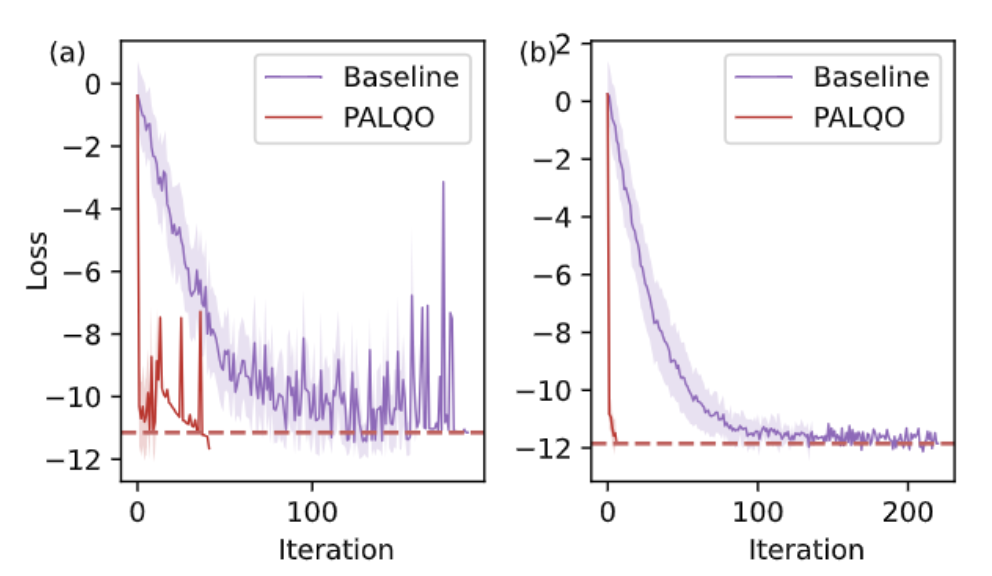 (a)
Baseline
PALQO
Loss
0
−2
−4
−6
−8
−10
−12
0
100
Iteration
(b)
Baseline
PALQO
2
0
−2
−4
−6
−8
−10
−12
0
100
200
Iteration